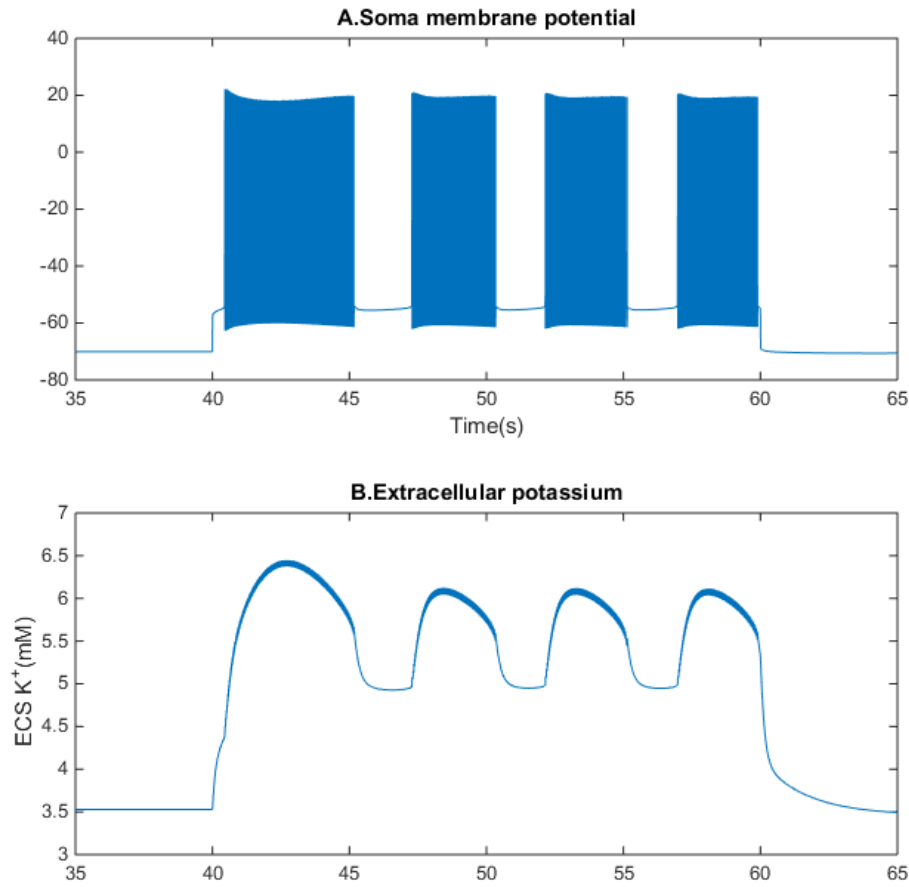 A.Soma membrane potential
40
20
0
-20
-40
-60
-80
35 40 45 50 55 60 65
Time(s)
B.Extracellular potassium
ECS K+(mM)
7
6.5
6
5.5
5
4.5
4
3.5
3
35 40 45 50 55 60 65